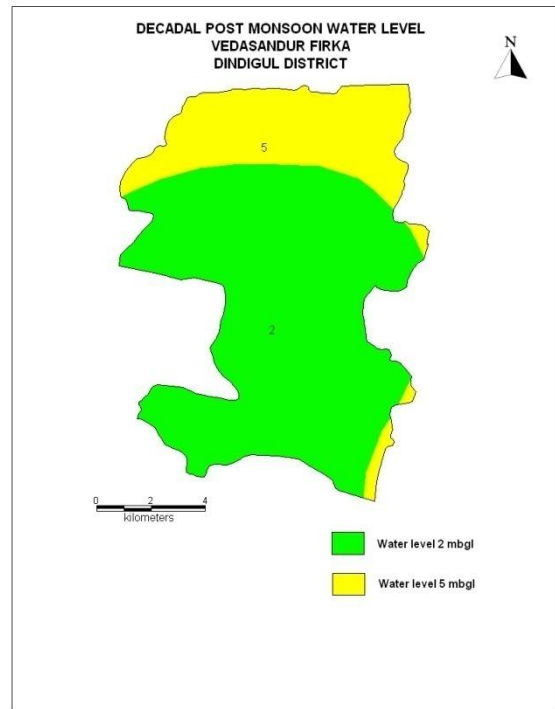 DECADAL POST MONSOON WATER LEVEL
VEDASANDUR FIRKA
DINDIGUL DISTRICT
N
5
2
0 2 4
kilometers
Water level 2 mbgl
Water level 5 mbgl